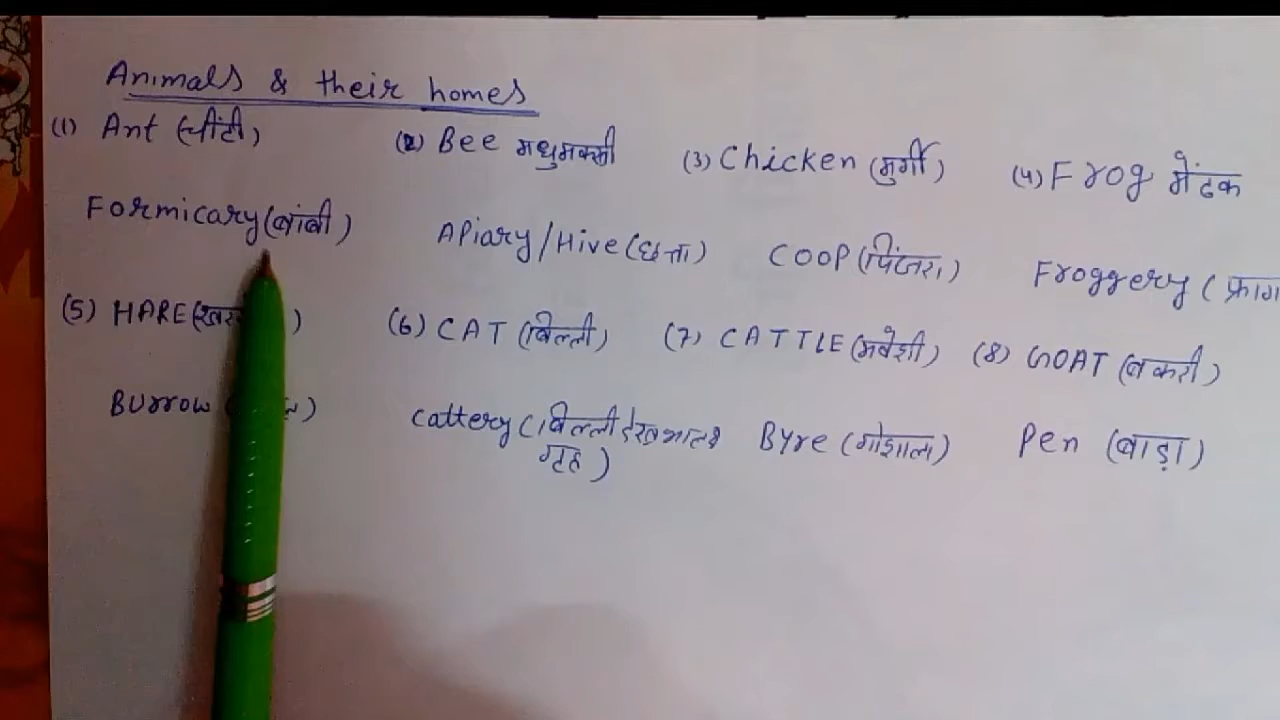 Animals & their homes
(1) Ant (चींटी) (2) Bee मधुमक्खी (3) Chicken (मुर्गी) (4) Frog मेंढक
Formicary (बांबी) Apiary/Hive (छत्ता) COOP (पिंजरा) Froggery (फ्राग
(5) HARE ( ) (6) CAT (बिल्ली) (7) CATTLE (मवेशी) (8) GOAT (बकरी)
Burrow ( ) Cattery (बिल्ली देखभाल Byre (गोशाला) Pen (बाड़ा)
गृह)